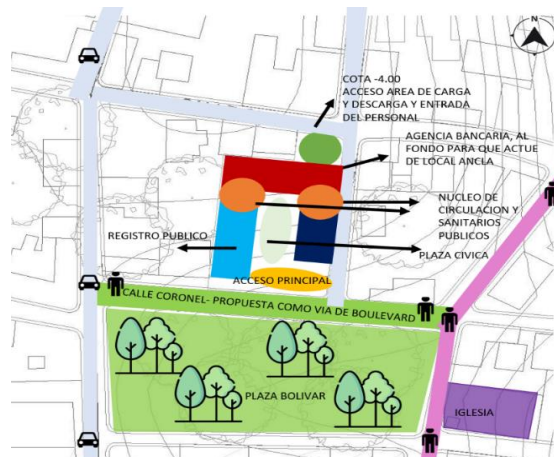 COTA -4.00
ACCESO AREA DE CARGA
Y DESCARGA Y ENTRADA
DEL PERSONAL
AGENCIA BANCARIA, AL
FONDO PARA QUE ACTUE
DE LOCAL ANCLA
NUCLEO DE
CIRCULACION Y
SANITARIOS
PUBLICOS
REGISTRO PUBLICO
PLAZA CIVICA
ACCESO PRINCIPAL
CALLE CORONEL- PROPUESTA COMO VIA DE BOULEVARD
PLAZA BOLIVAR
IGLESIA